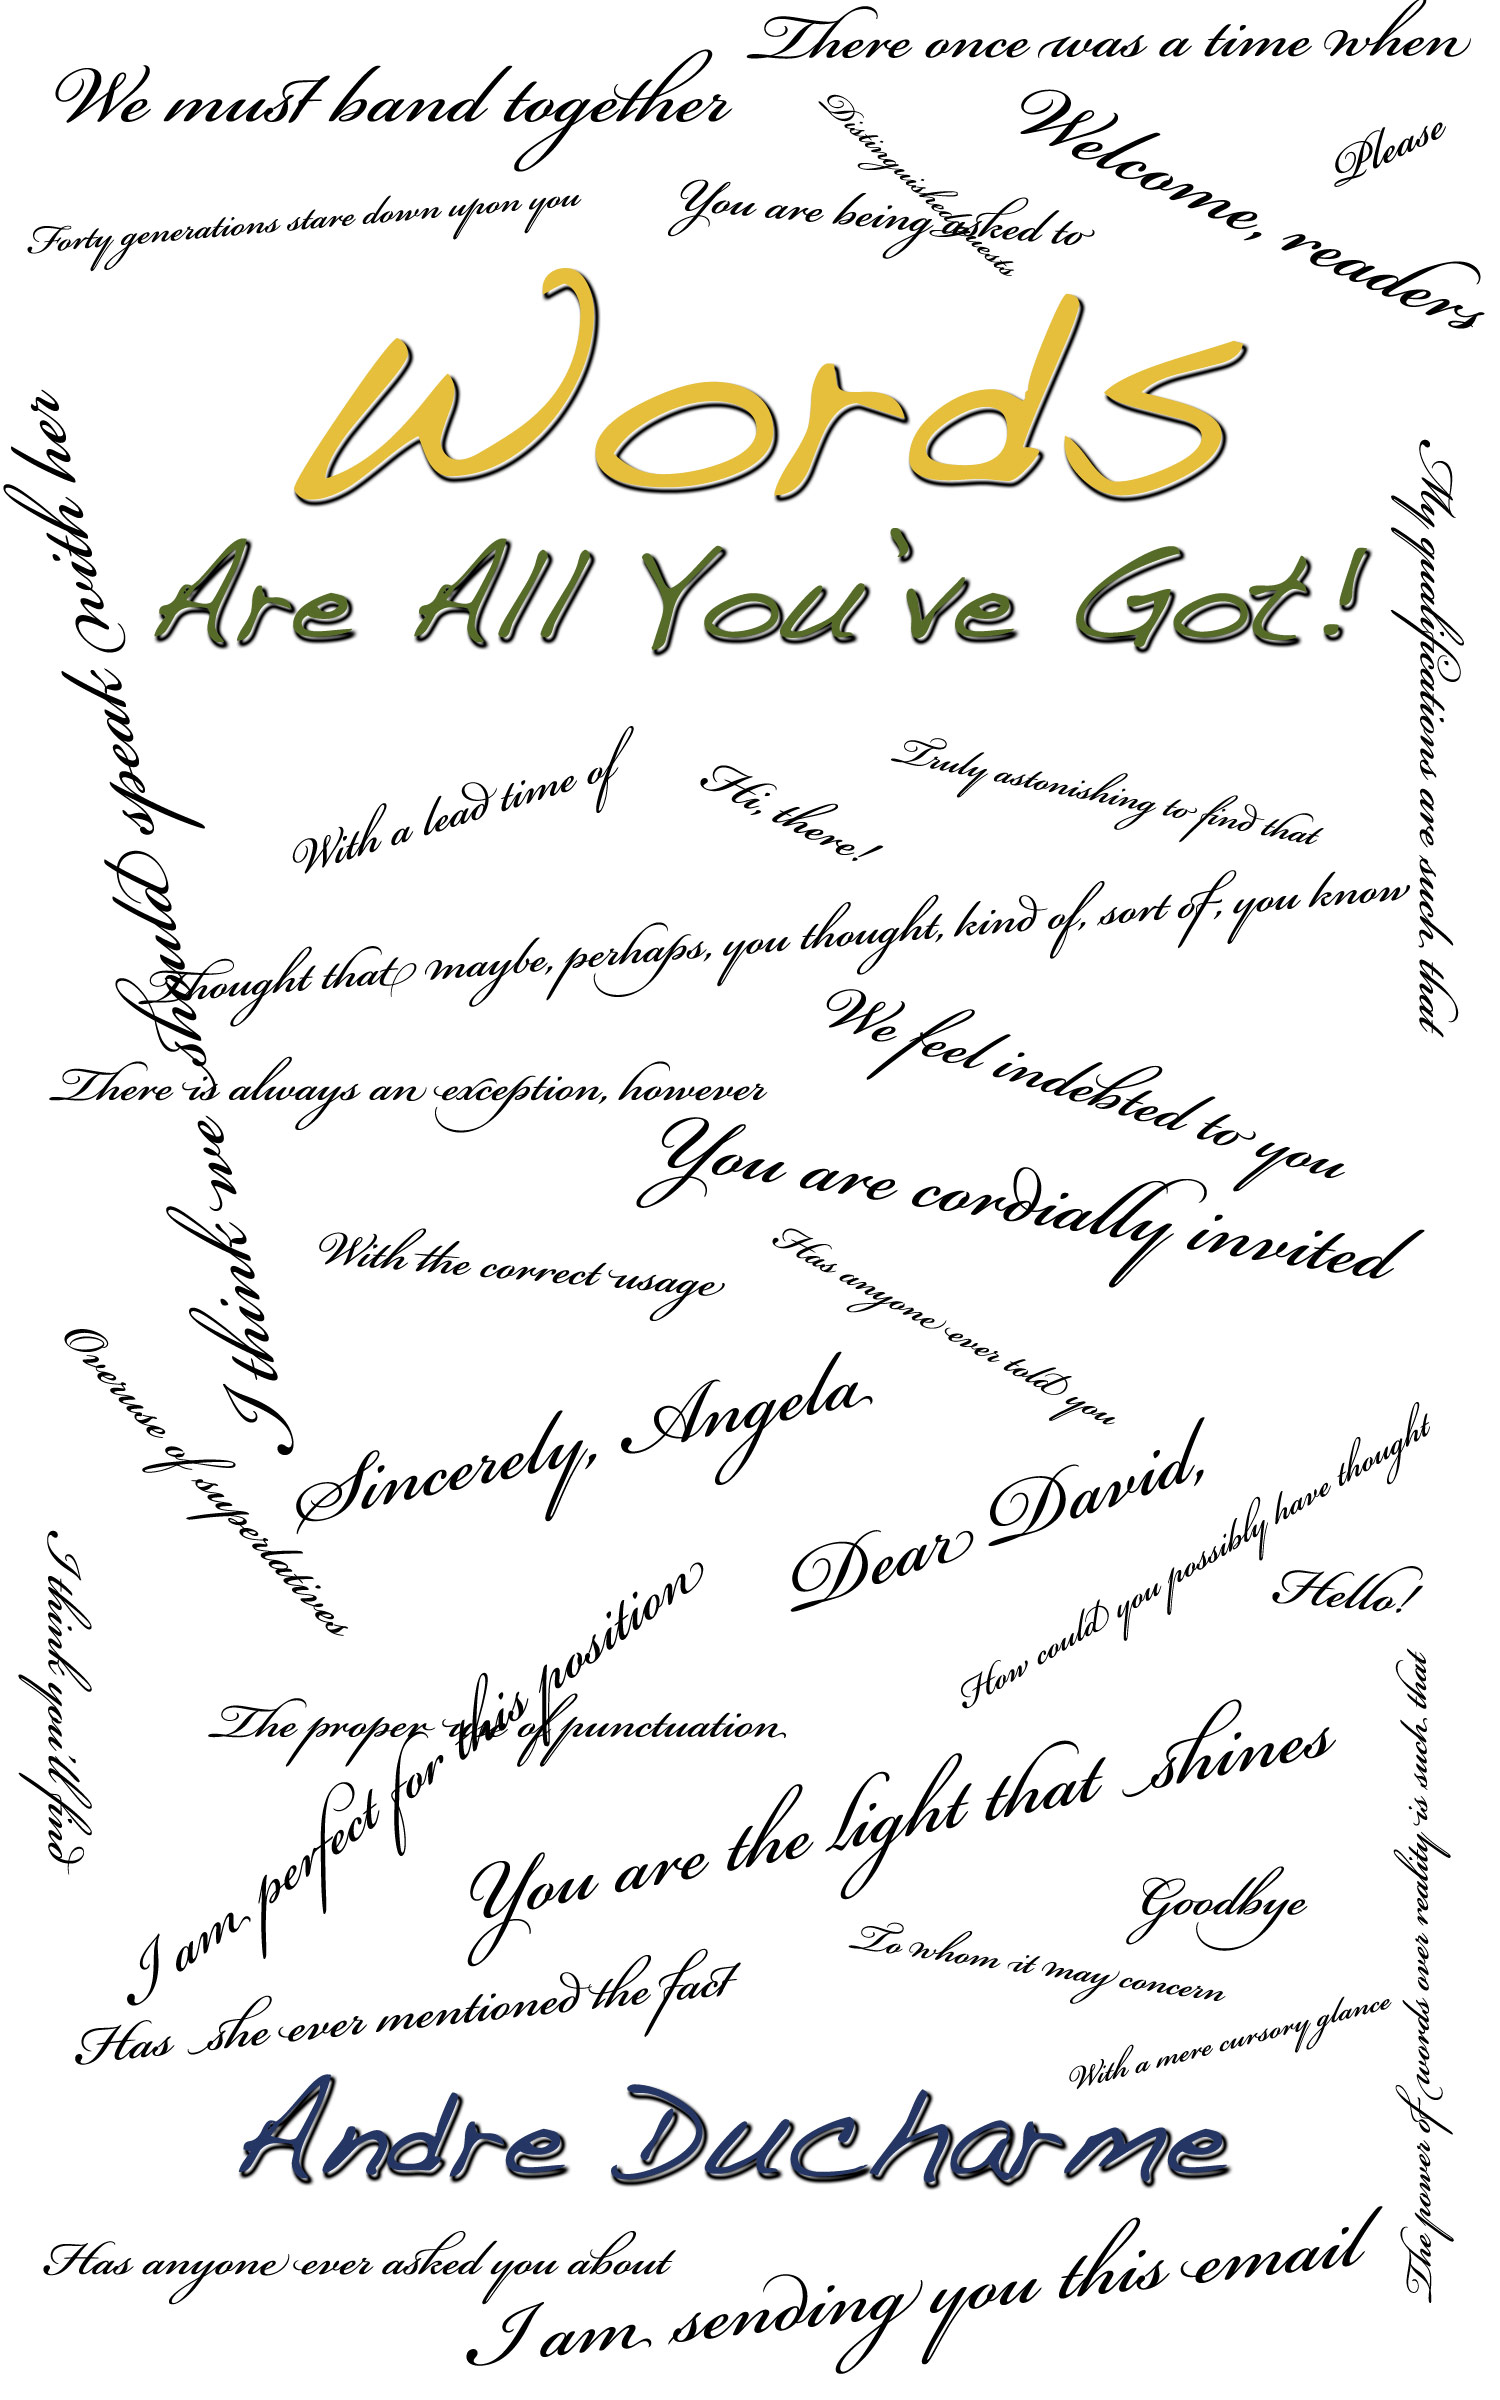 There once was a time when
We must band together
Distinguished guests
Welcome, readers
Please
Forty generations stare down upon you
You are being asked to
Words
Are All You've Got!
I think we should speak with her
My qualifications are such that
With a lead time of
Hi, there!
Truly astonishing to find that
Thought that maybe, perhaps, you thought, kind of, sort of, you know
We feel indebted to you
There is always an exception, however
You are cordially invited
With the correct usage
Has anyone ever told you
Overuse of superlatives
Sincerely, Angela
Dear David,
How could you possibly have thought
I think you'll find
Hello!
I am perfect for this position
The proper use of punctuation
You are the light that shines
The power of words over reality is such that
Goodbye
To whom it may concern
Has she ever mentioned the fact
With a mere cursory glance
Andre Ducharme
Has anyone ever asked you about
I am sending you this email